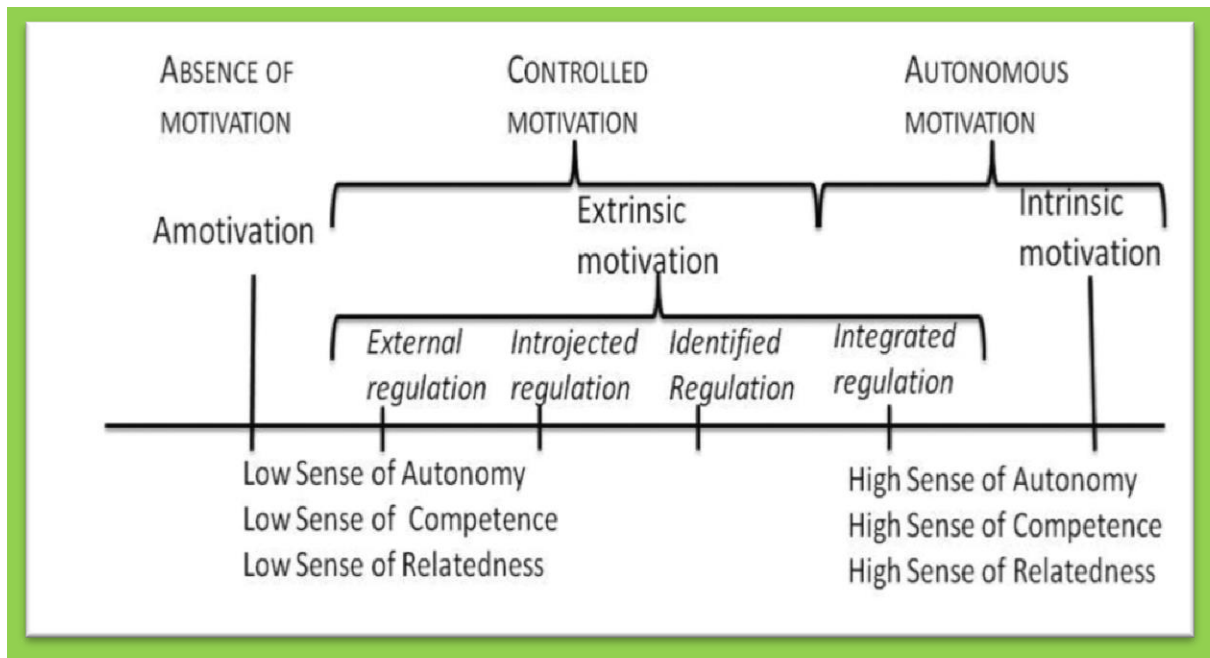 ABSENCE OF
MOTIVATION
CONTROLLED
MOTIVATION
AUTONOMOUS
MOTIVATION
Amotivation
Extrinsic
motivation
Intrinsic
motivation
External
regulation
Introjected
regulation
Identified
Regulation
Integrated
regulation
Low Sense of Autonomy
Low Sense of Competence
Low Sense of Relatedness
High Sense of Autonomy
High Sense of Competence
High Sense of Relatedness